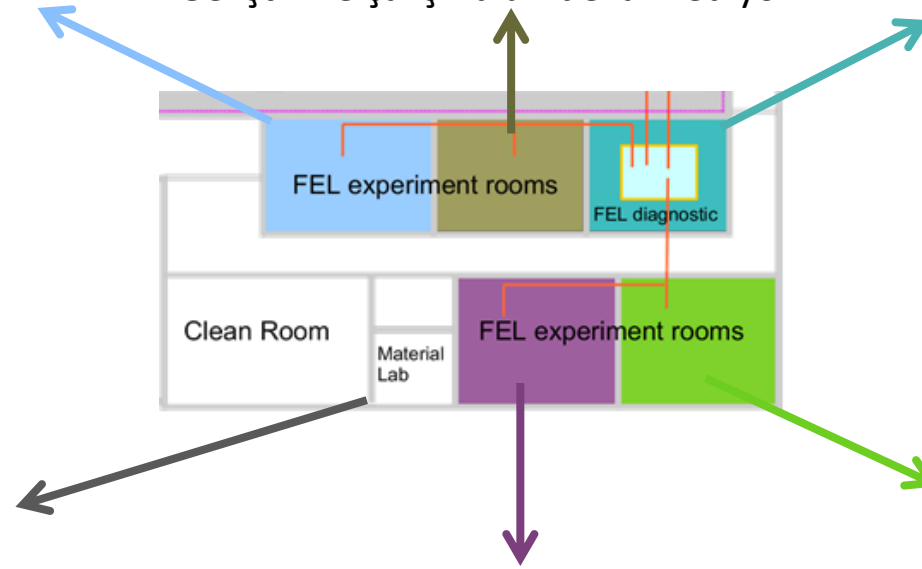 FEL experiment rooms
FEL diagnostic
Clean Room
Material
Lab
FEL experiment rooms